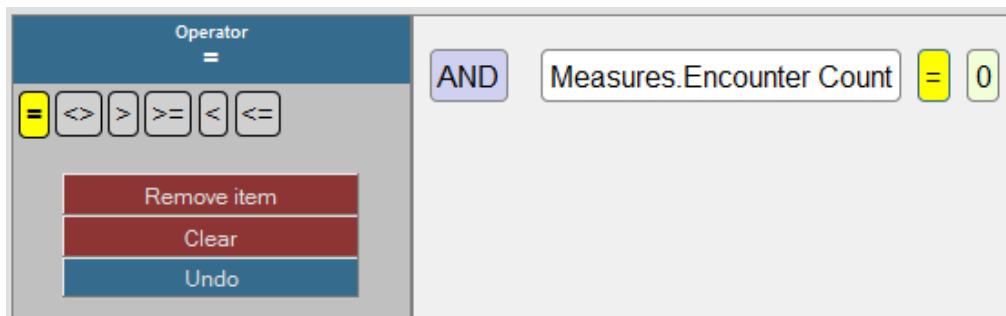 Operator
=
= <> > >= < <=
Remove item
Clear
Undo
AND Measures.Encounter Count = 0